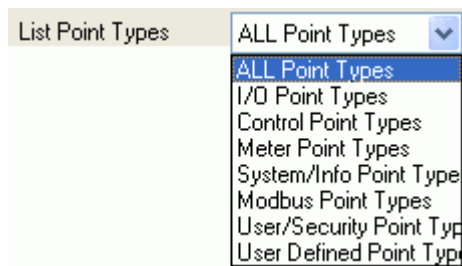 List Point Types
ALL Point Types
ALL Point Types
I/O Point Types
Control Point Types
Meter Point Types
System/Info Point Type
Modbus Point Types
User/Security Point Typ
User Defined Point Typ